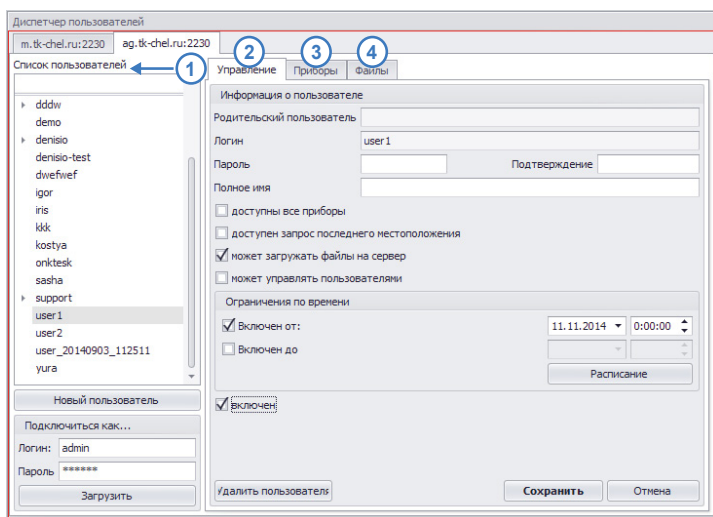 Диспетчер пользователей
m.tk-chel.ru:2230 ag.tk-chel.ru:2230
Список пользователей
1 2 3 4
Управление Приборы Файлы
dddw
demo
denisio
denisio-test
dwefwef
igor
iris
kkk
kostya
onktesk
sasha
support
user1
user2
user_20140903_112511
yura
Новый пользователь
Подключиться как...
Логин: admin
Пароль ******
Загрузить
Информация о пользователе
Родительский пользователь
Логин user1
Пароль Подтверждение
Полное имя
доступны все приборы
доступен запрос последнего местоположения
может загружать файлы на сервер
может управлять пользователями
Ограничения по времени
Включен от: 11.11.2014 0:00:00
Включен до
Расписание
включен
Удалить пользователя Сохранить Отмена